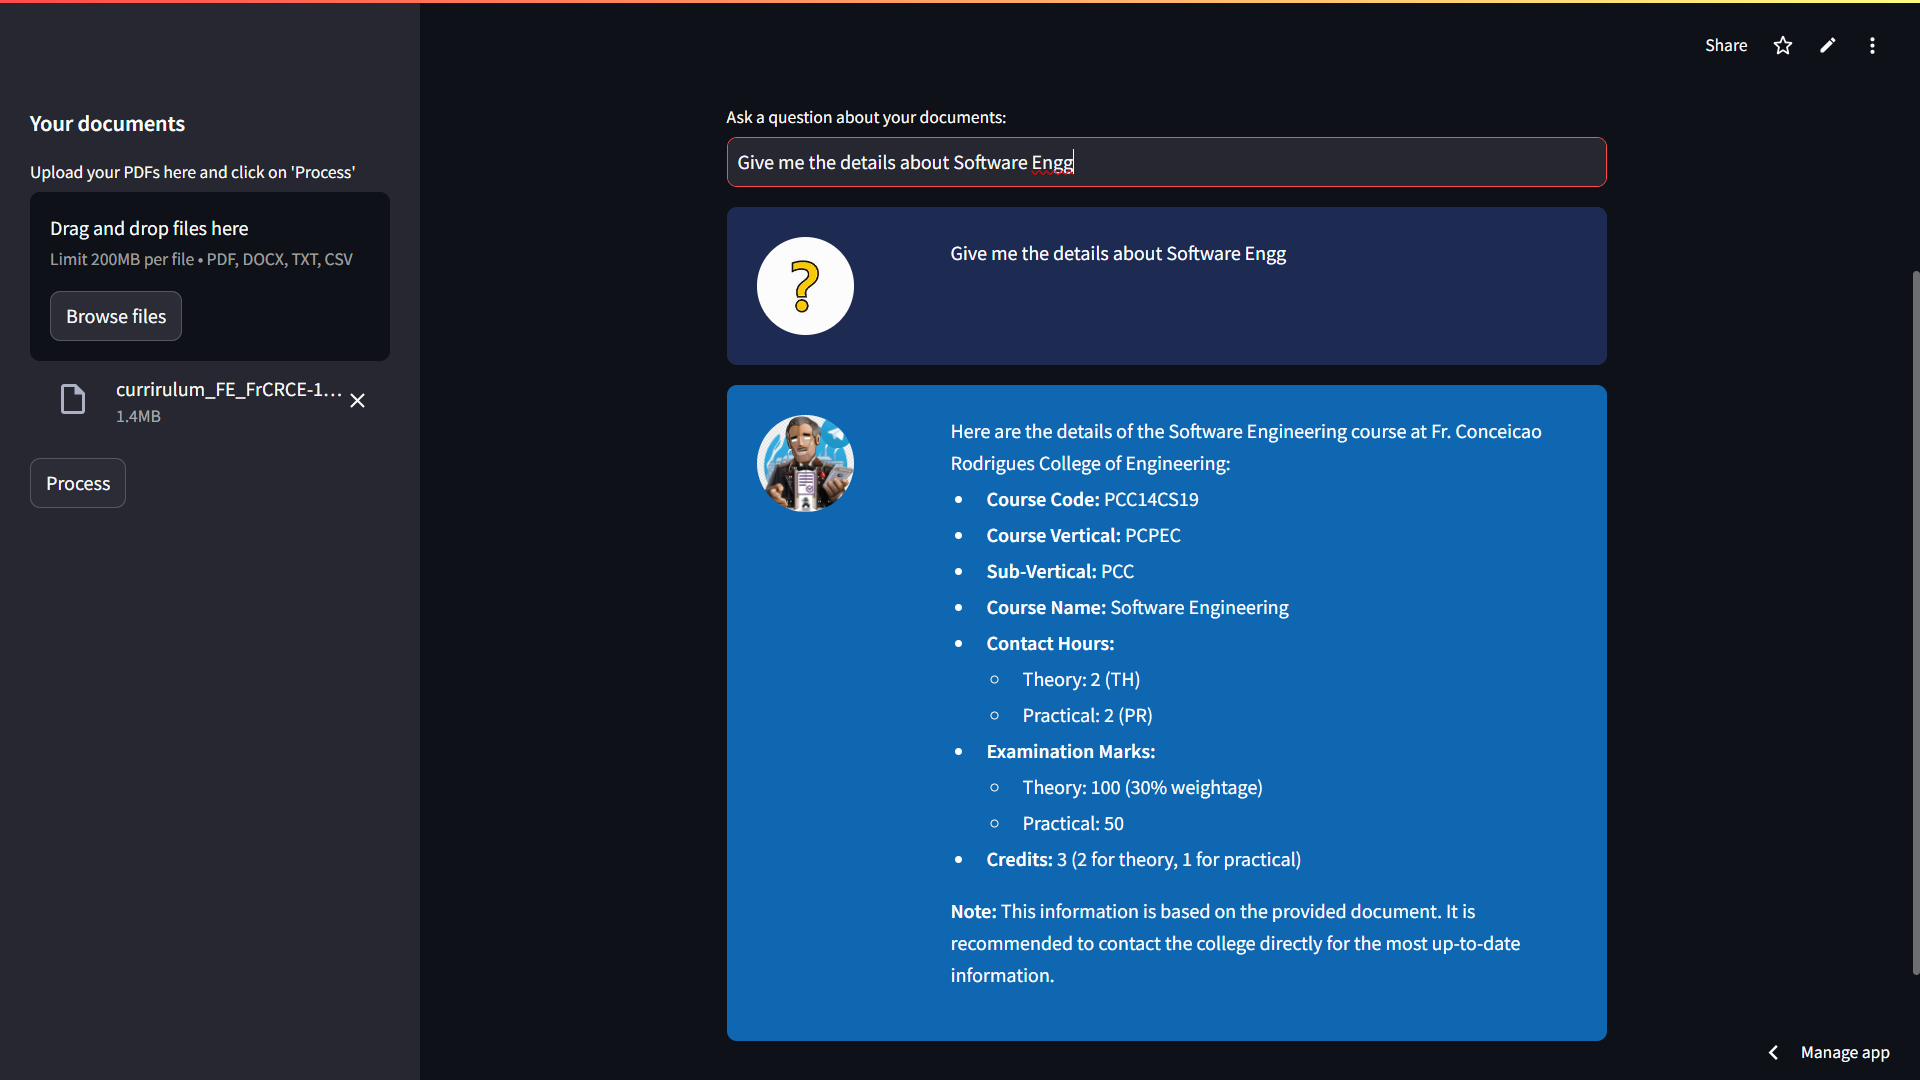 Share
Your documents
Upload your PDFs here and click on 'Process'
Drag and drop files here
Limit 200MB per file • PDF, DOCX, TXT, CSV
Browse files
currirulum_FE_FrCRCE-1...
1.4MB
Process
Ask a question about your documents:
Give me the details about Software Engg
Give me the details about Software Engg
Here are the details of the Software Engineering course at Fr. Conceicao
Rodrigues College of Engineering:
• Course Code: PCC14CS19
• Course Vertical: PCPEC
• Sub-Vertical: PCC
• Course Name: Software Engineering
• Contact Hours:
◦ Theory: 2 (TH)
◦ Practical: 2 (PR)
• Examination Marks:
◦ Theory: 100 (30% weightage)
◦ Practical: 50
• Credits: 3 (2 for theory, 1 for practical)
Note: This information is based on the provided document. It is
recommended to contact the college directly for the most up-to-date
information.
Manage app